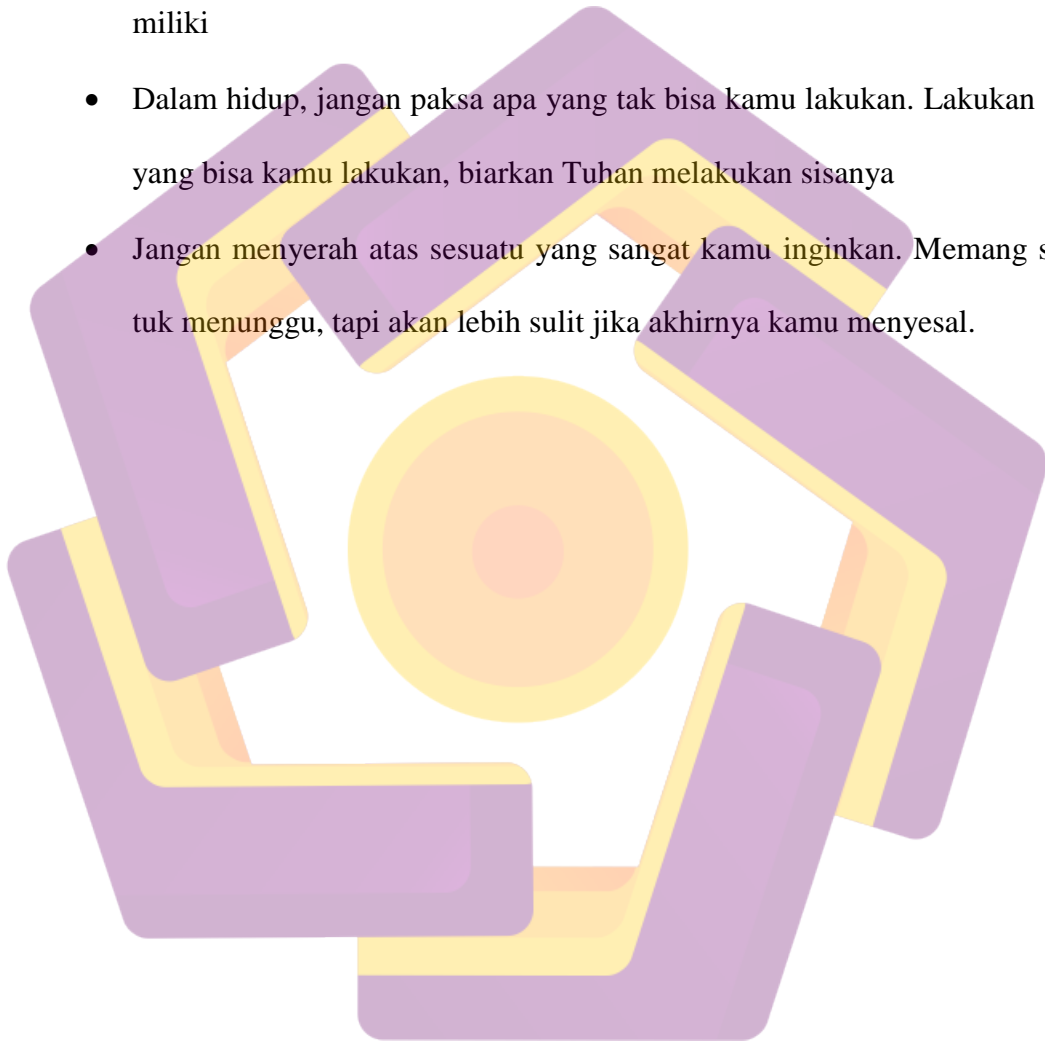 miliki
• Dalam hidup, jangan paksa apa yang tak bisa kamu lakukan. Lakukan
yang bisa kamu lakukan, biarkan Tuhan melakukan sisanya
• Jangan menyerah atas sesuatu yang sangat kamu inginkan. Memang
tuk menunggu, tapi akan lebih sulit jika akhirnya kamu menyesal.